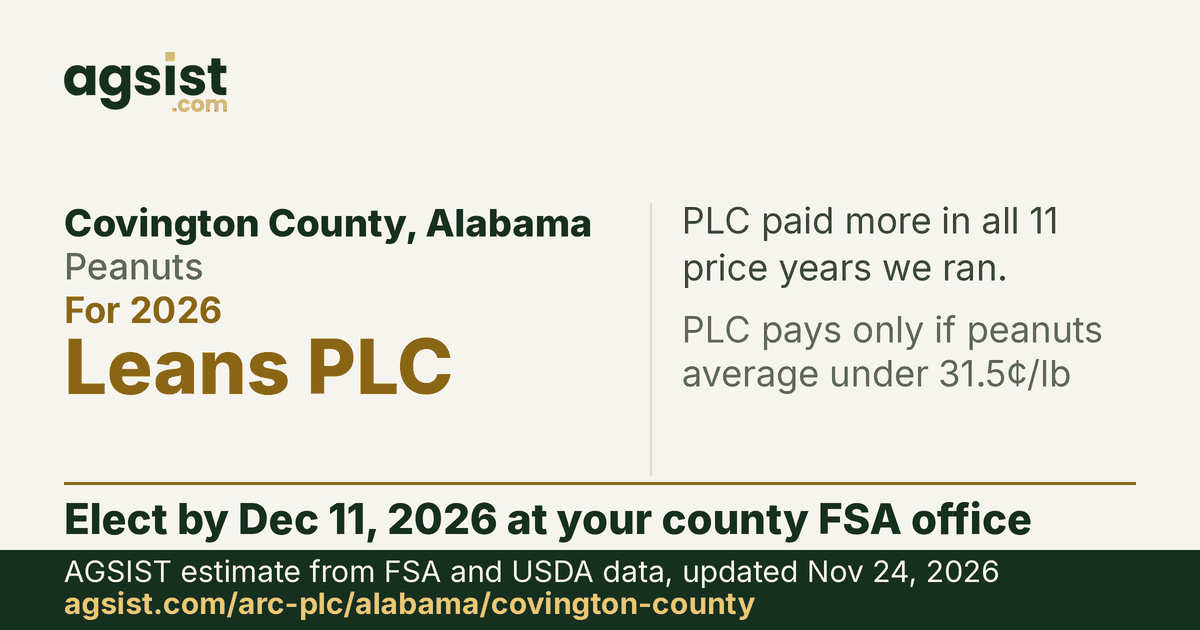 agsist
.com
Covington County, Alabama
Peanuts
For 2026
Leans PLC
PLC paid more in all 11
price years we ran.
PLC pays only if peanuts
average under 31.5¢/lb
Elect by Dec 11, 2026 at your county FSA office
AGSIST estimate from FSA and USDA data, updated Nov 24, 2026
agsist.com/arc-plc/alabama/covington-county